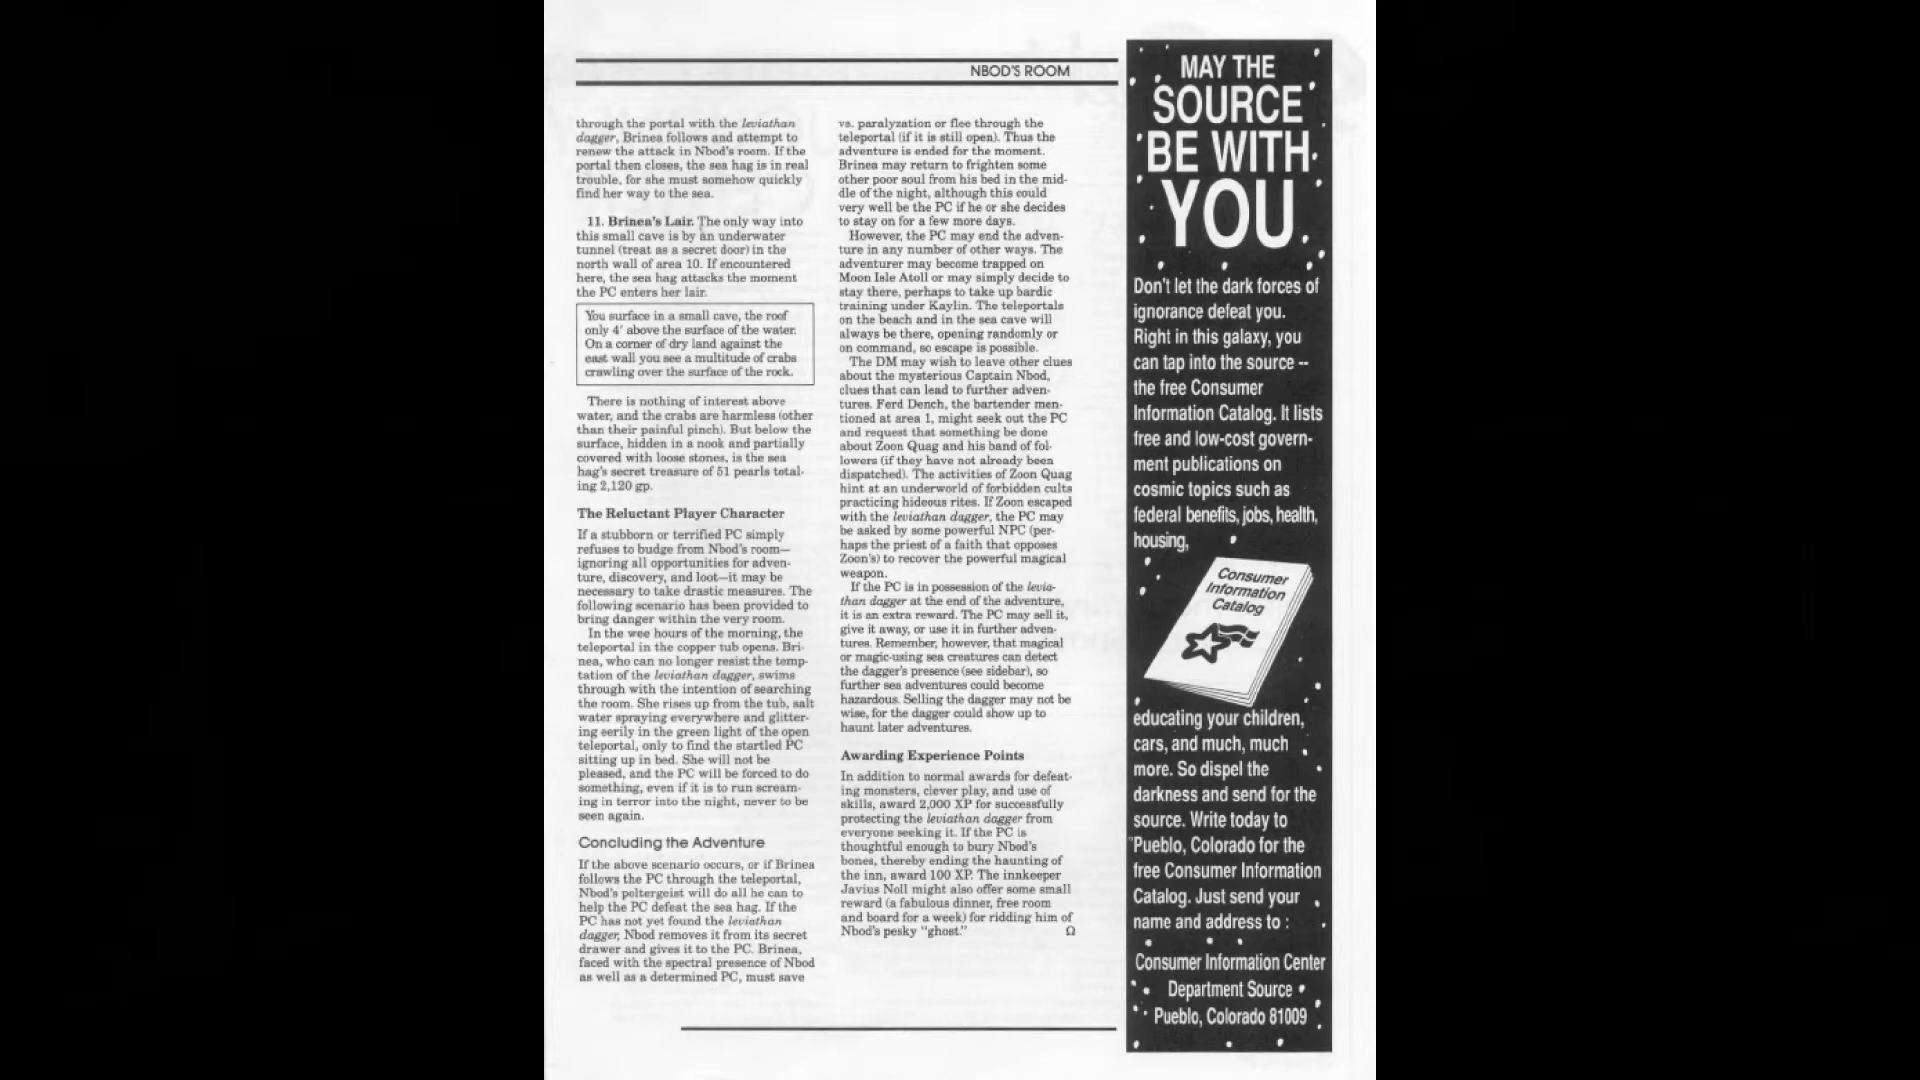 NBOD'S ROOM
through the portal with the leviathan
dagger, Brinea follows and attempt to
renew the attack in Nbod's room. If the
portal then closes, the sea hag is in real
trouble, for she must somehow quickly
find her way to the sea.
11. Brinea's Lair. The only way into
this small cave is by an underwater
tunnel (treat as a secret door) in the
north wall of area 10. If encountered
here, the sea hag attacks the moment
the PC enters her lair.
You surface in a small cave, the roof
only 4' above the surface of the water.
On a corner of dry land against the
east wall you see a multitude of crabs
crawling over the surface of the rock.
There is nothing of interest above
water, and the crabs are harmless (other
than their painful pinch). But below the
surface, hidden in a nook and partially
covered with loose stones, is the sea
hag's secret treasure of 51 pearls total-
ing 2,120 gp.
The Reluctant Player Character
If a stubborn or terrified PC simply
refuses to budge from Nbod's room—
ignoring all opportunities for adven-
ture, discovery, and loot—it may be
necessary to take drastic measures. The
following scenario has been provided to
bring danger within the very room.
In the wee hours of the morning, the
teleportal in the copper tub opens. Bri-
nea, who can no longer resist the temp-
tation of the leviathan dagger, swims
through with the intention of searching
the room. She rises up from the tub, salt
water spraying everywhere and glitter-
ing eerily in the green light of the open
teleportal, only to find the startled PC
sitting up in bed. She will not be
pleased, and the PC will be forced to do
something, even if it is to run scream-
ing in terror into the night, never to be
seen again.
Concluding the Adventure
If the above scenario occurs, or if Brinea
follows the PC through the teleportal,
Nbod's poltergeist will do all he can to
help the PC defeat the sea hag. If the
PC has not yet found the leviathan
dagger, Nbod removes it from its secret
drawer and gives it to the PC. Brinea,
faced with the spectral presence of Nbod
as well as a determined PC, must save
vs. paralyzation or flee through the
teleportal (if it is still open). Thus the
adventure is ended for the moment.
Brinea may return to frighten some
other poor soul from his bed in the mid-
dle of the night, although this could
very well be the PC if he or she decides
to stay on for a few more days.
However, the PC may end the adven-
ture in any number of other ways. The
adventurer may become trapped on
Moon Isle Atoll or may simply decide to
stay there, perhaps to take up bardic
training under Kaylin. The teleportals
on the beach and in the sea cave will
always be there, opening randomly or
on command, so escape is possible.
The DM may wish to leave other clues
about the mysterious Captain Nbod,
clues that can lead to further adven-
tures. Ferd Dench, the bartender men-
tioned at area 1, might seek out the PC
and request that something be done
about Zoon Quag and his band of fol-
lowers (if they have not already been
dispatched). The activities of Zoon Quag
hint at an underworld of forbidden cults
practicing hideous rites. If Zoon escaped
with the leviathan dagger, the PC may
be asked by some powerful NPC (per-
haps the priest of a faith that opposes
Zoon's) to recover the powerful magical
weapon.
If the PC is in possession of the levia-
than dagger at the end of the adventure,
it is an extra reward. The PC may sell it,
give it away, or use it in further adven-
tures. Remember, however, that magical
or magic-using sea creatures can detect
the dagger's presence (see sidebar), so
further sea adventures could become
hazardous. Selling the dagger may not be
wise, for the dagger could show up to
haunt later adventures.
Awarding Experience Points
In addition to normal awards for defeat-
ing monsters, clever play, and use of
skills, award 2,000 XP for successfully
protecting the leviathan dagger from
everyone seeking it. If the PC is
thoughtful enough to bury Nbod's
bones, thereby ending the haunting of
the inn, award 100 XP. The innkeeper
Javius Noll might also offer some small
reward (a fabulous dinner, free room
and board for a week) for ridding him of
Nbod's pesky "ghost." Ω
MAY THE
SOURCE
BE WITH
YOU
Don't let the dark forces of
ignorance defeat you.
Right in this galaxy, you
can tap into the source --
the free Consumer
Information Catalog. It lists
free and low-cost govern-
ment publications on
cosmic topics such as
federal benefits, jobs, health,
housing,
Consumer
Information
Catalog
educating your children,
cars, and much, much
more. So dispel the
darkness and send for the
source. Write today to
Pueblo, Colorado for the
free Consumer Information
Catalog. Just send your
name and address to :
Consumer Information Center
Department Source
Pueblo, Colorado 81009